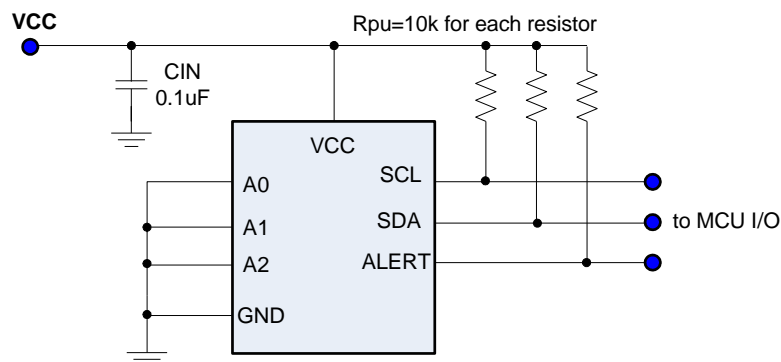 VCC
Rpu=10k for each resistor
CIN
0.1uF
VCC
A0
SCL
A1
SDA
to MCU I/O
A2
ALERT
GND